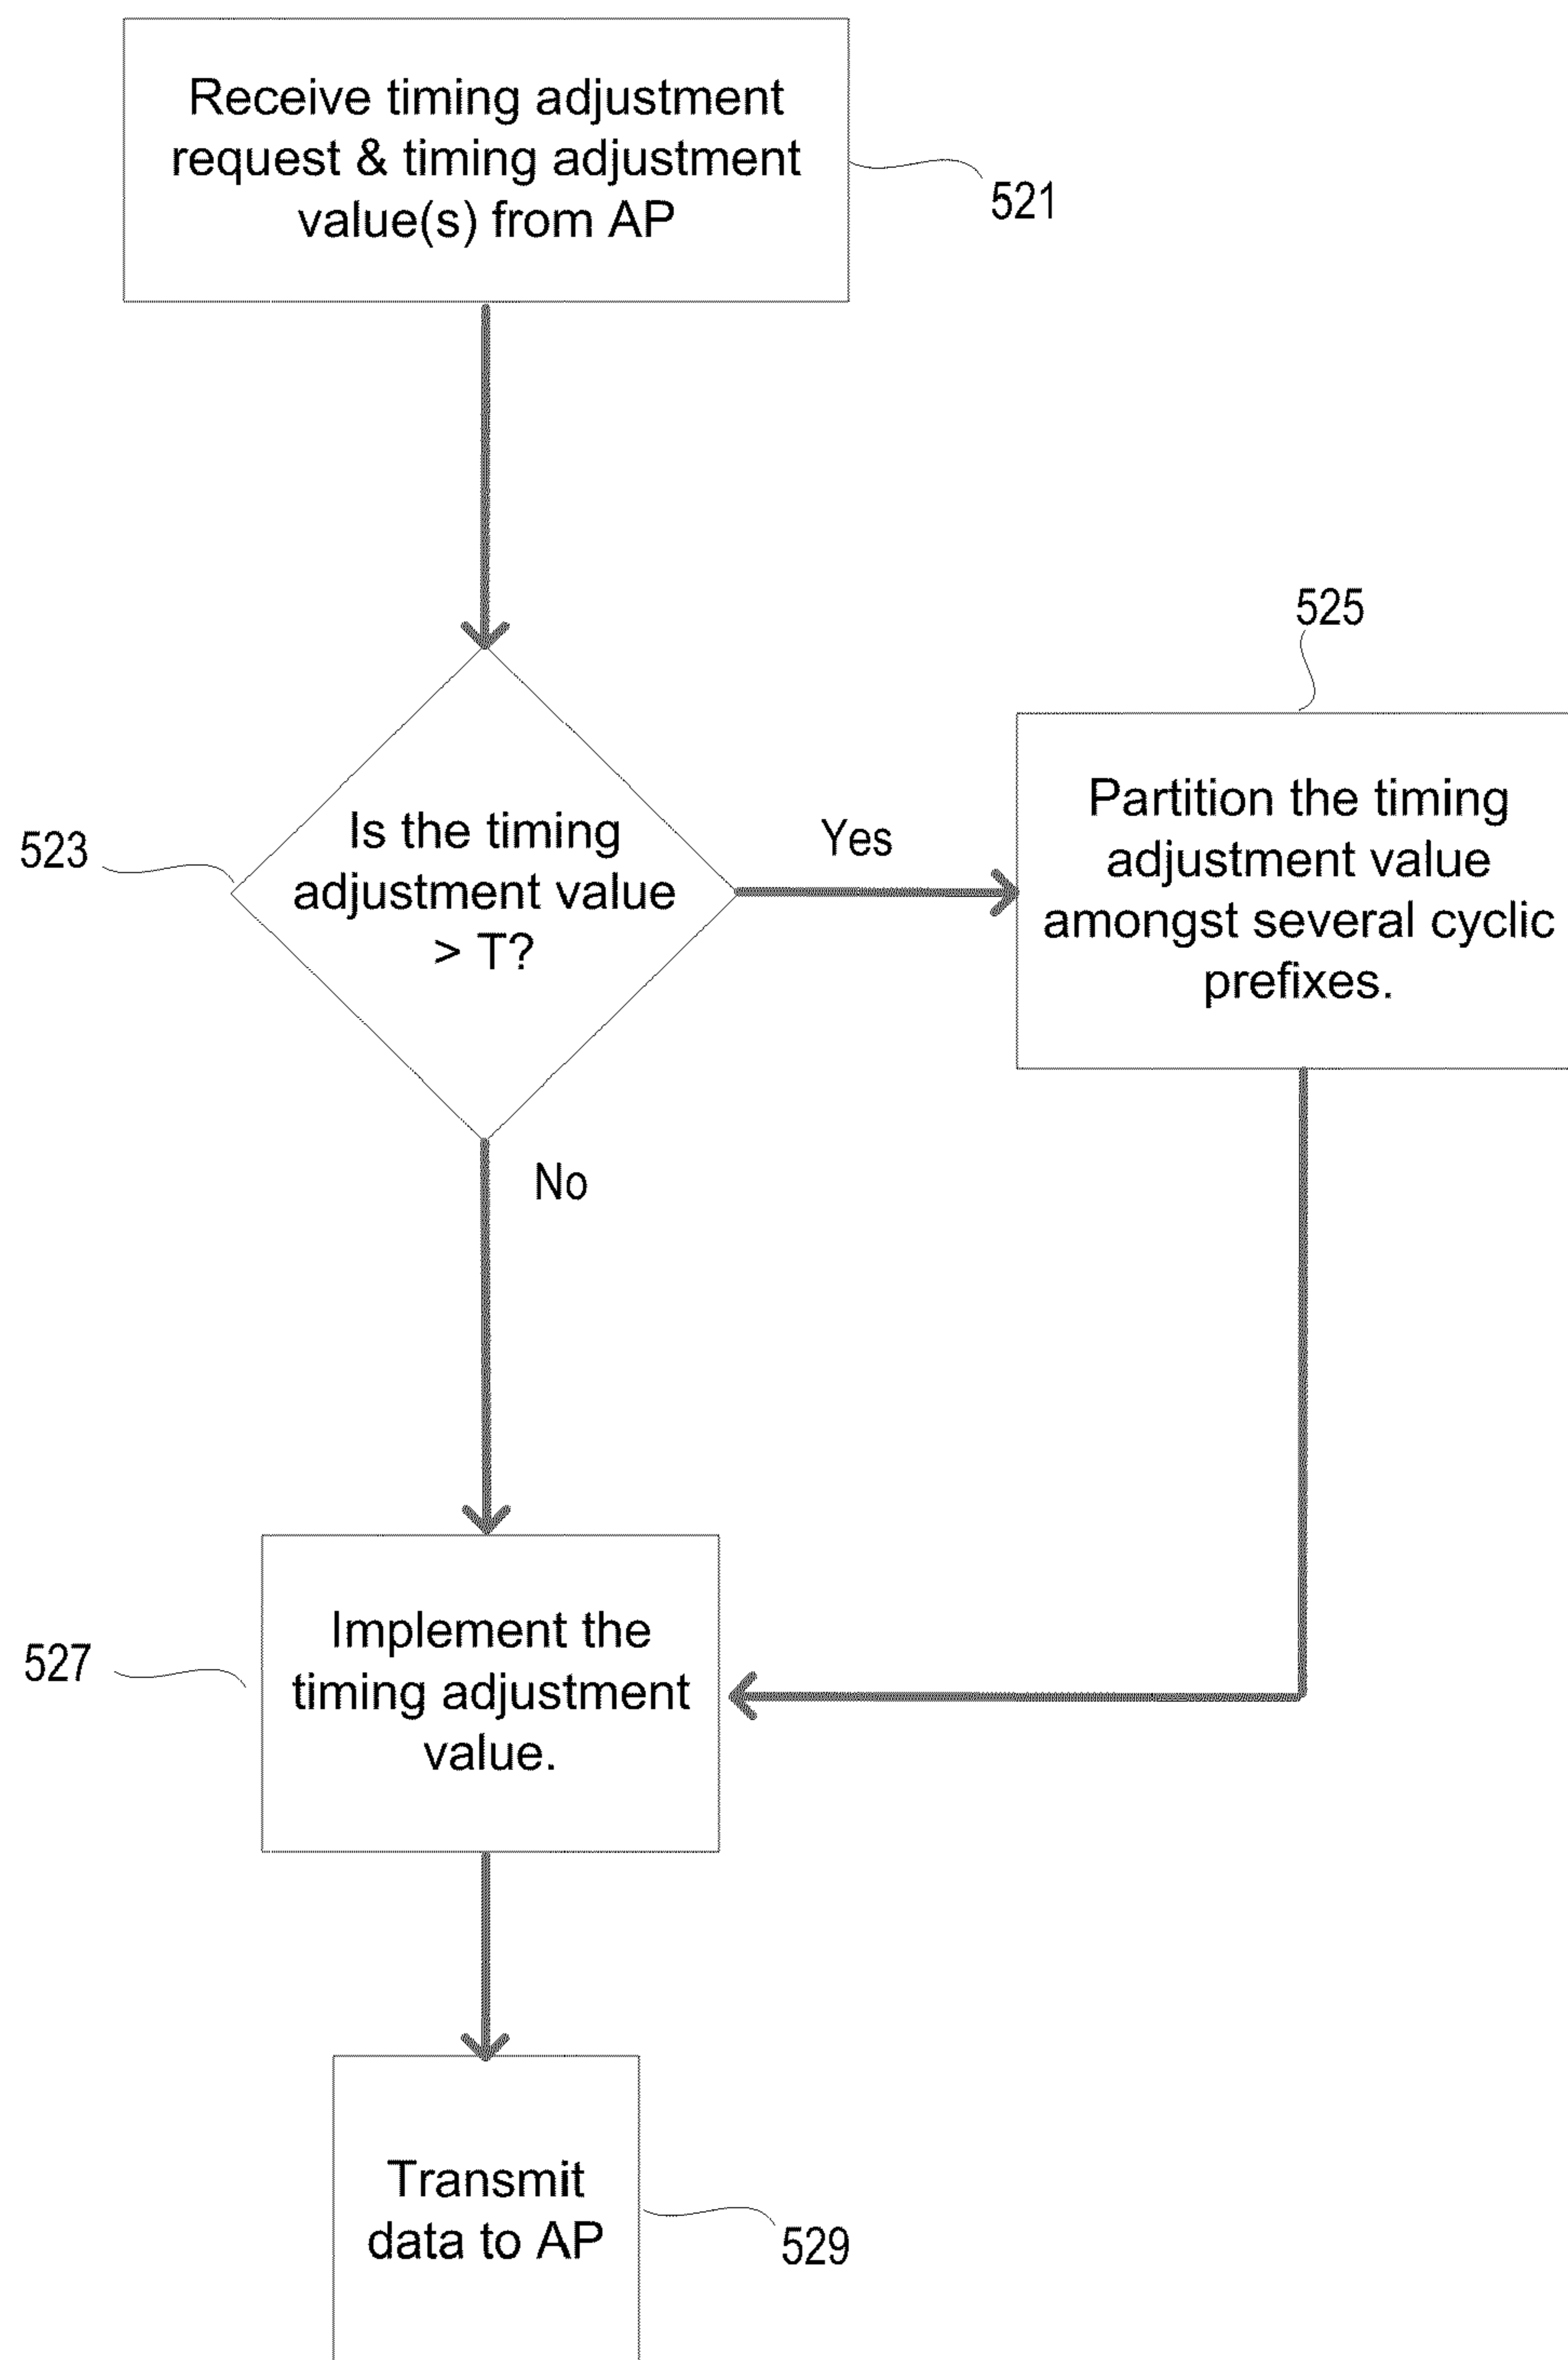 Receive timing adjustment
request & timing adjustment
value(s) from AP
521
525
Partition the timing
adjustment value
amongst several cyclic
prefixes.
523
Is the timing
adjustment value
> T?
Yes
No
527
Implement the
timing adjustment
value.
Transmit
data to AP
529